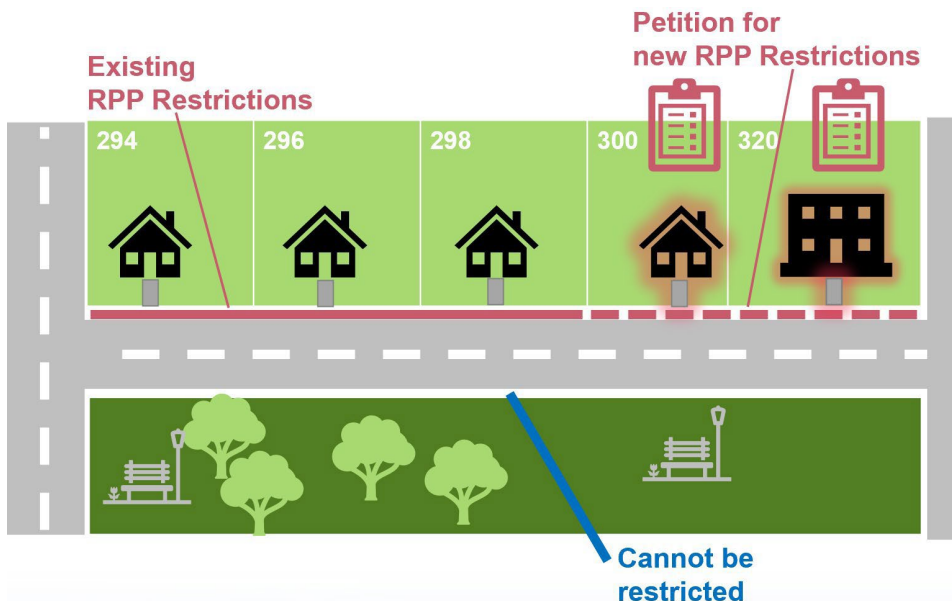 Petition for
new RPP Restrictions
Existing
RPP Restrictions
294
296
298
300
320
Cannot be
restricted